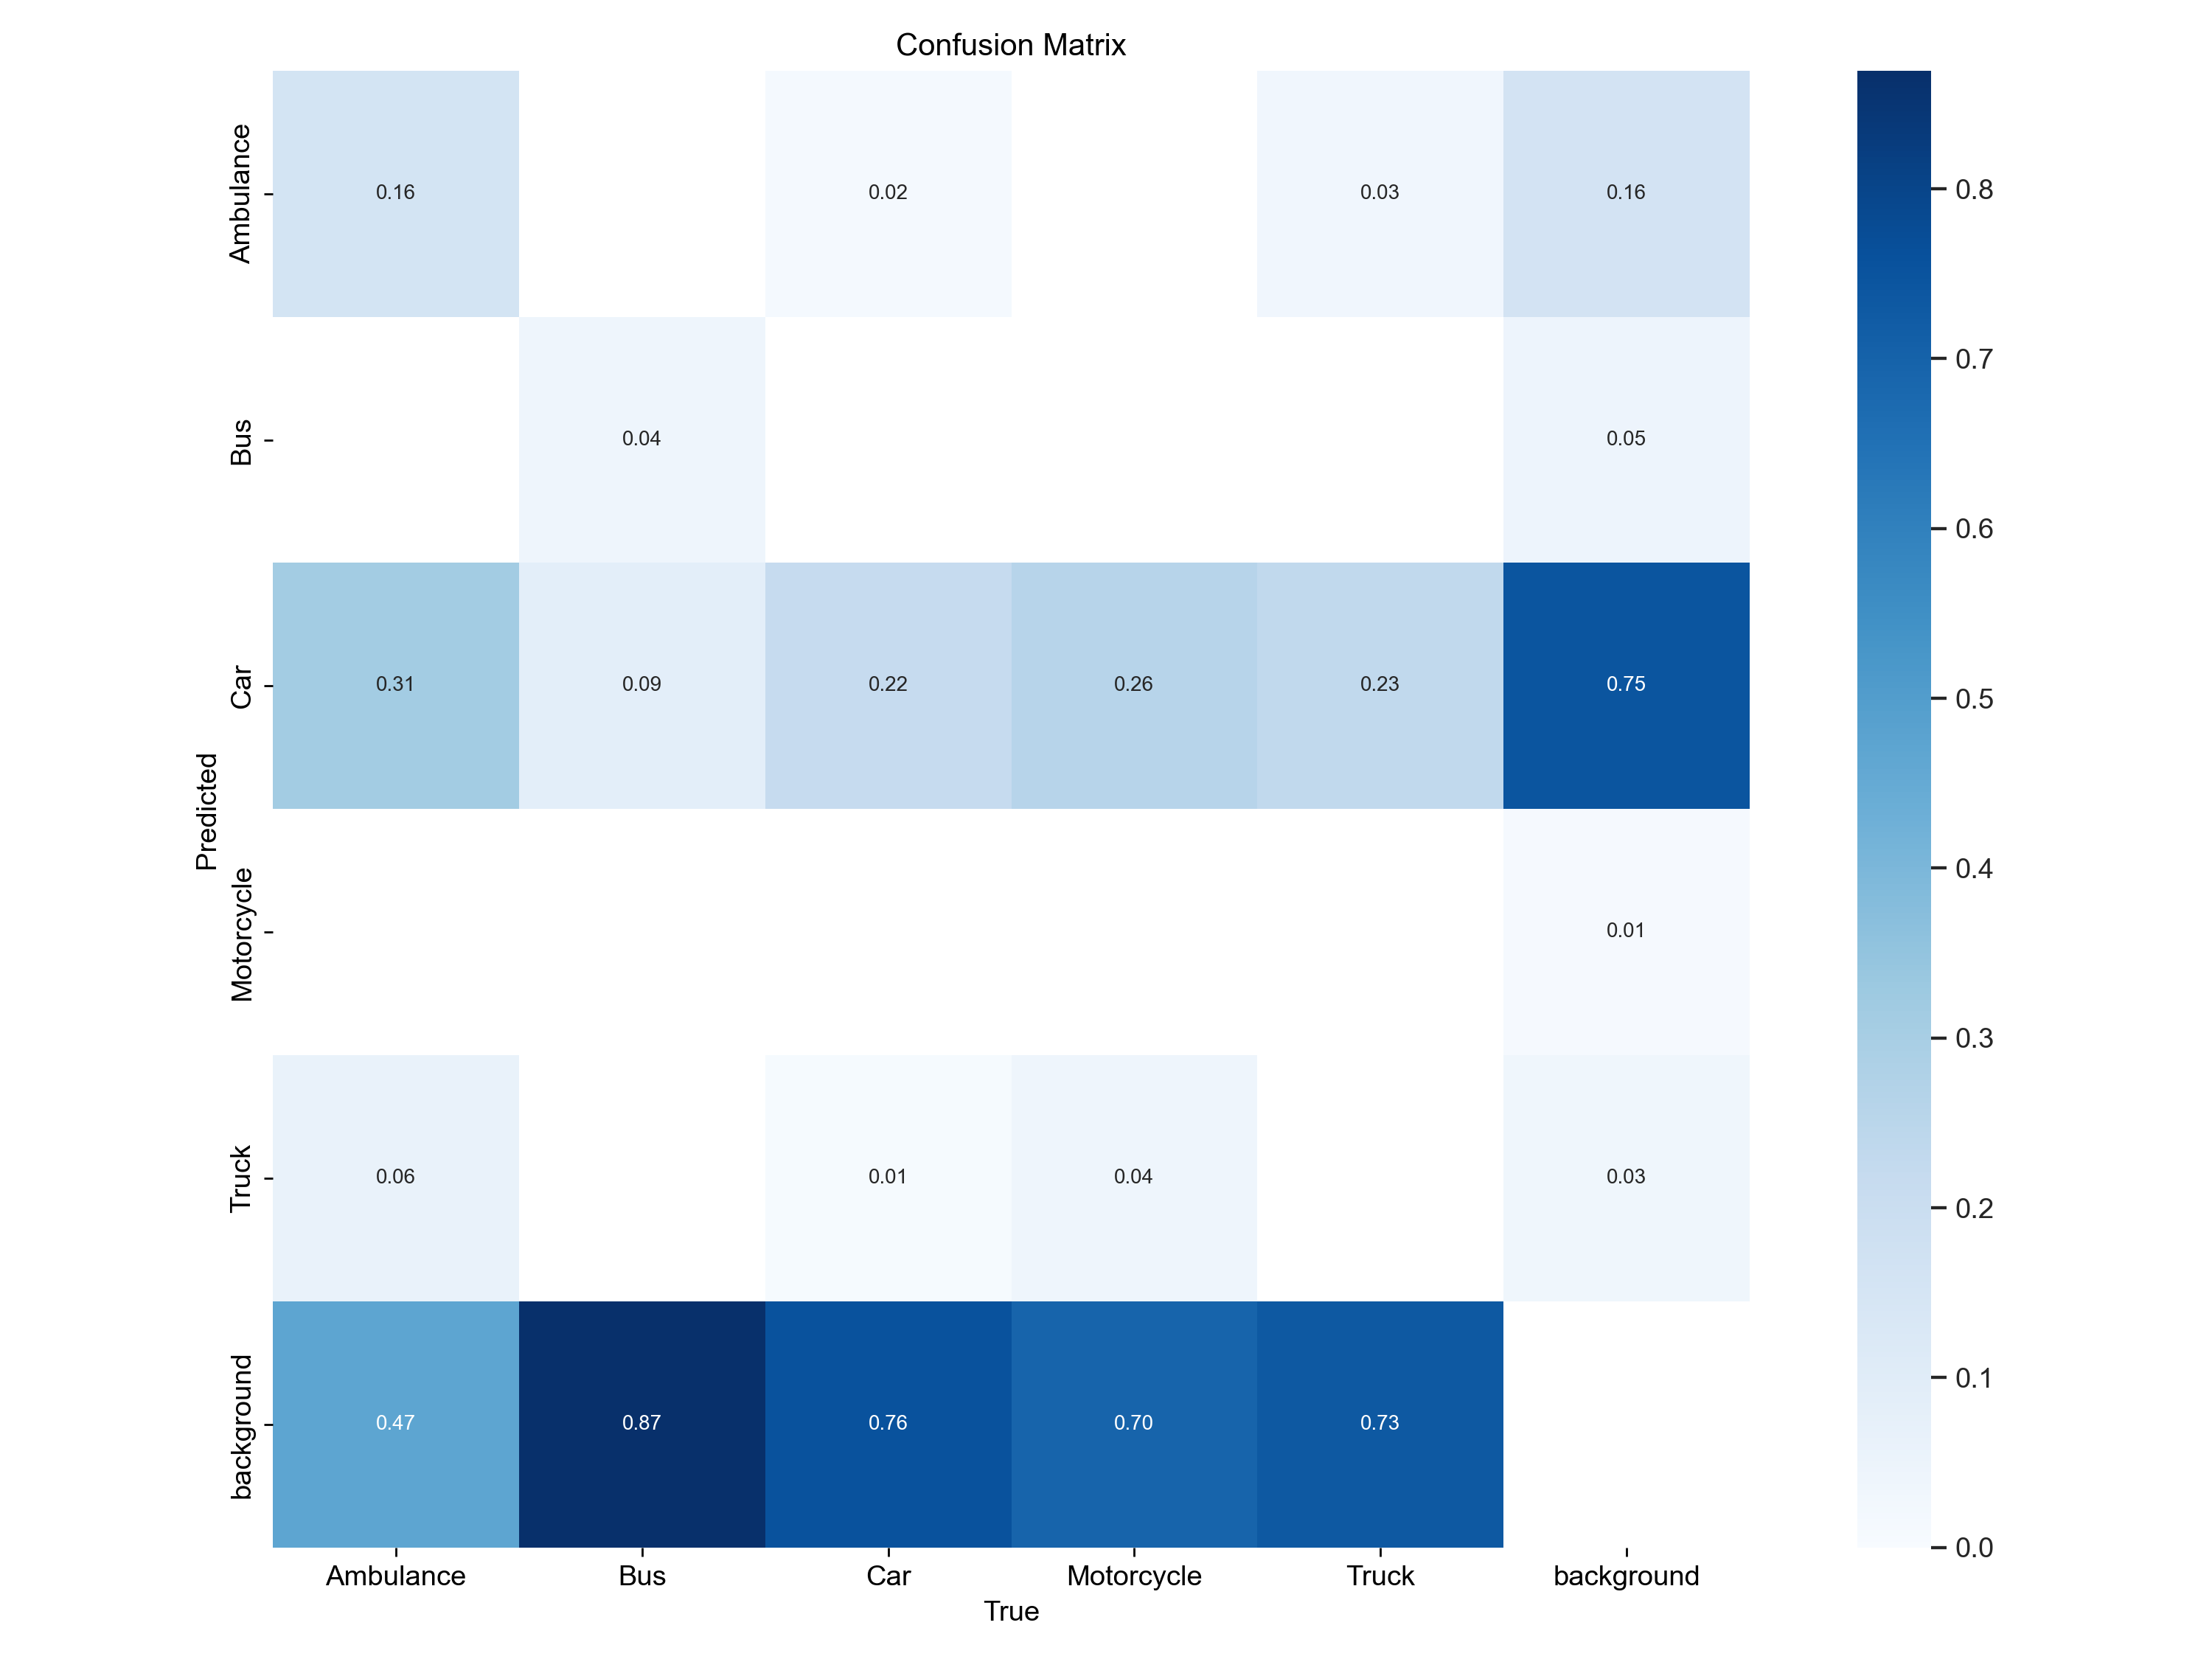 Confusion Matrix
Ambulance
0.16
0.02
0.03
0.16
Bus
0.04
0.05
Car
0.31
0.09
0.22
0.26
0.23
0.75
Predicted
Motorcycle
0.01
Truck
0.06
0.01
0.04
0.03
background
0.47
0.87
0.76
0.70
0.73
Ambulance
Bus
Car
Motorcycle
Truck
background
True
0.8
0.7
0.6
0.5
0.4
0.3
0.2
0.1
0.0